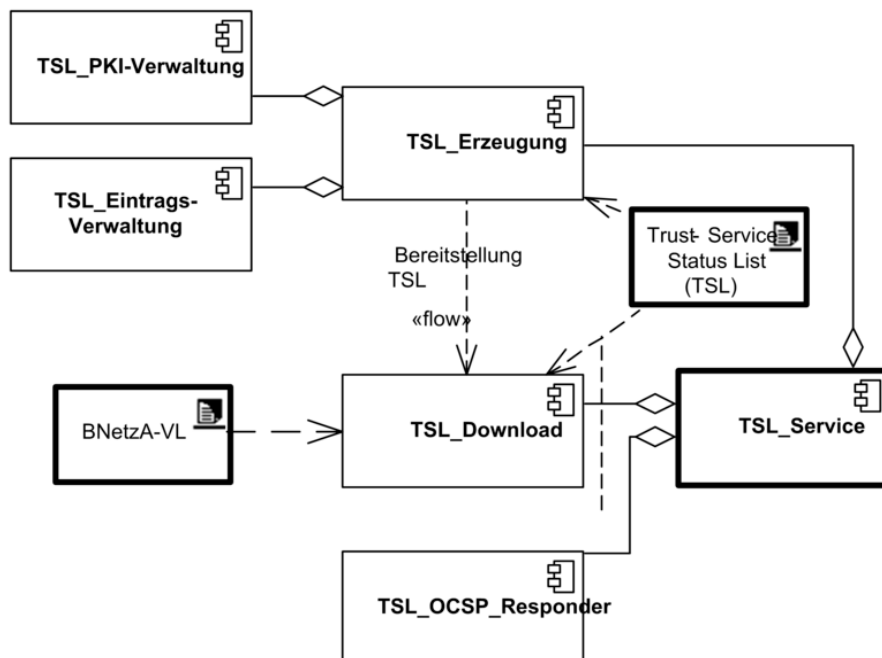 TSL_PKI-Verwaltung
TSL_Erzeugung
TSL_Eintrags-
Verwaltung
Trust- Service
Status List
(TSL)
Bereitstellung
TSL
«flow»
BNetzA-VL
TSL_Download
TSL_Service
TSL_OCSP_Responder